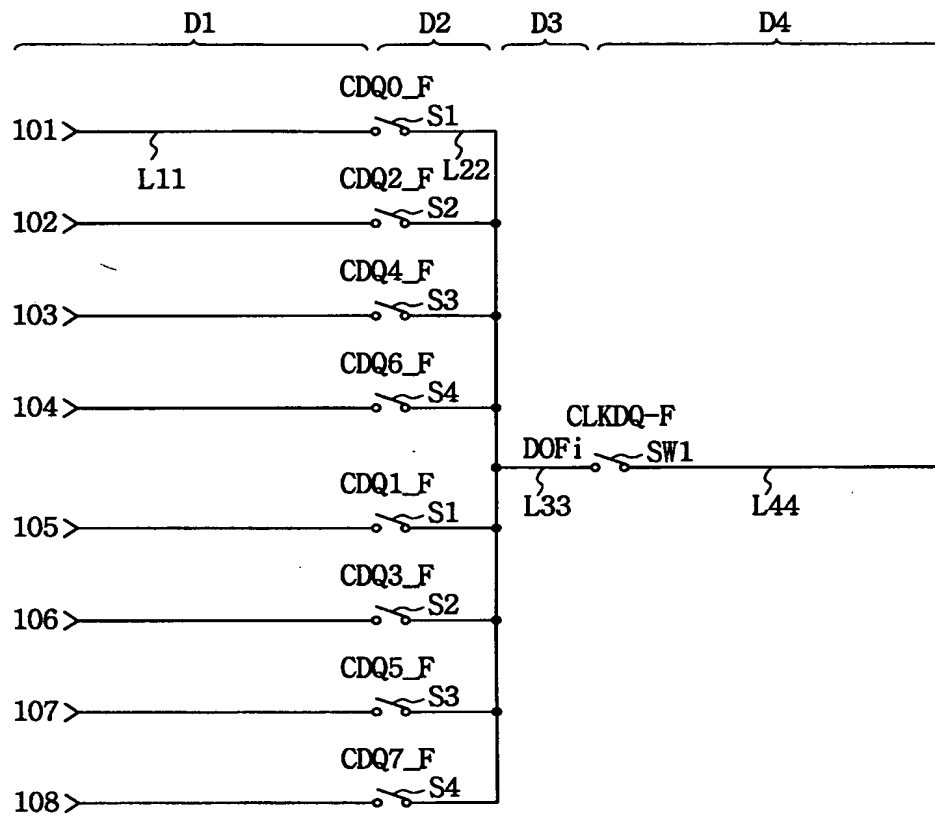 D1 D2 D3 D4
CDQ0_F
101 S1
L11 L22
CDQ2_F
102 S2
CDQ4_F
103 S3
CDQ6_F
104 S4
CLKDQ-F
DOFi SW1
L33 L44
CDQ1_F
105 S1
CDQ3_F
106 S2
CDQ5_F
107 S3
CDQ7_F
108 S4